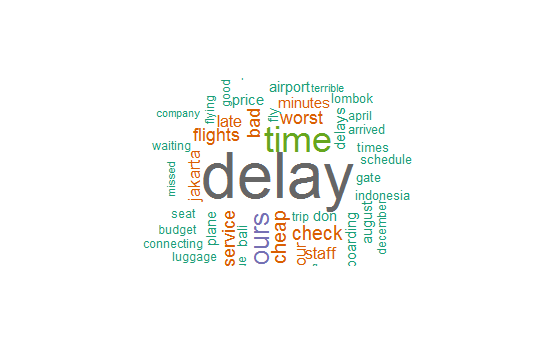 airport terrible
good
price minutes lombok
flying
company late bad fly worst delays april
flights time arrived
waiting times
jakarta schedule
missed delay gate
indonesia
seat trip don
budget plane service bali ours cheap check boarding august december
connecting our staff
luggage